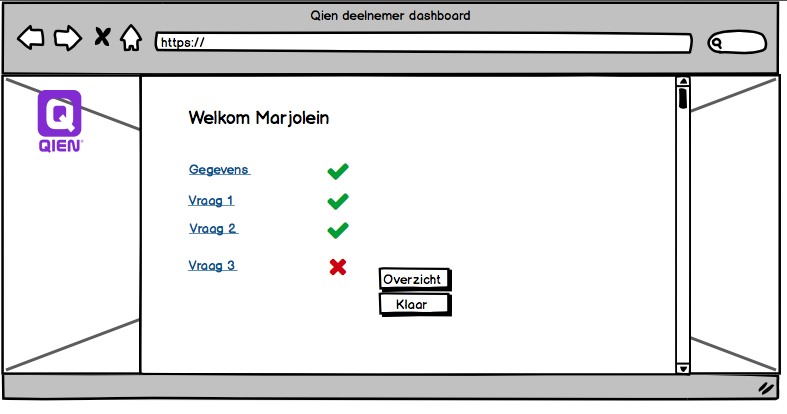 Qien deelnemer dashboard
https://
QIEN
Welkom Marjolein
Gegevens
Vraag 1
Vraag 2
Vraag 3
Overzicht
Klaar